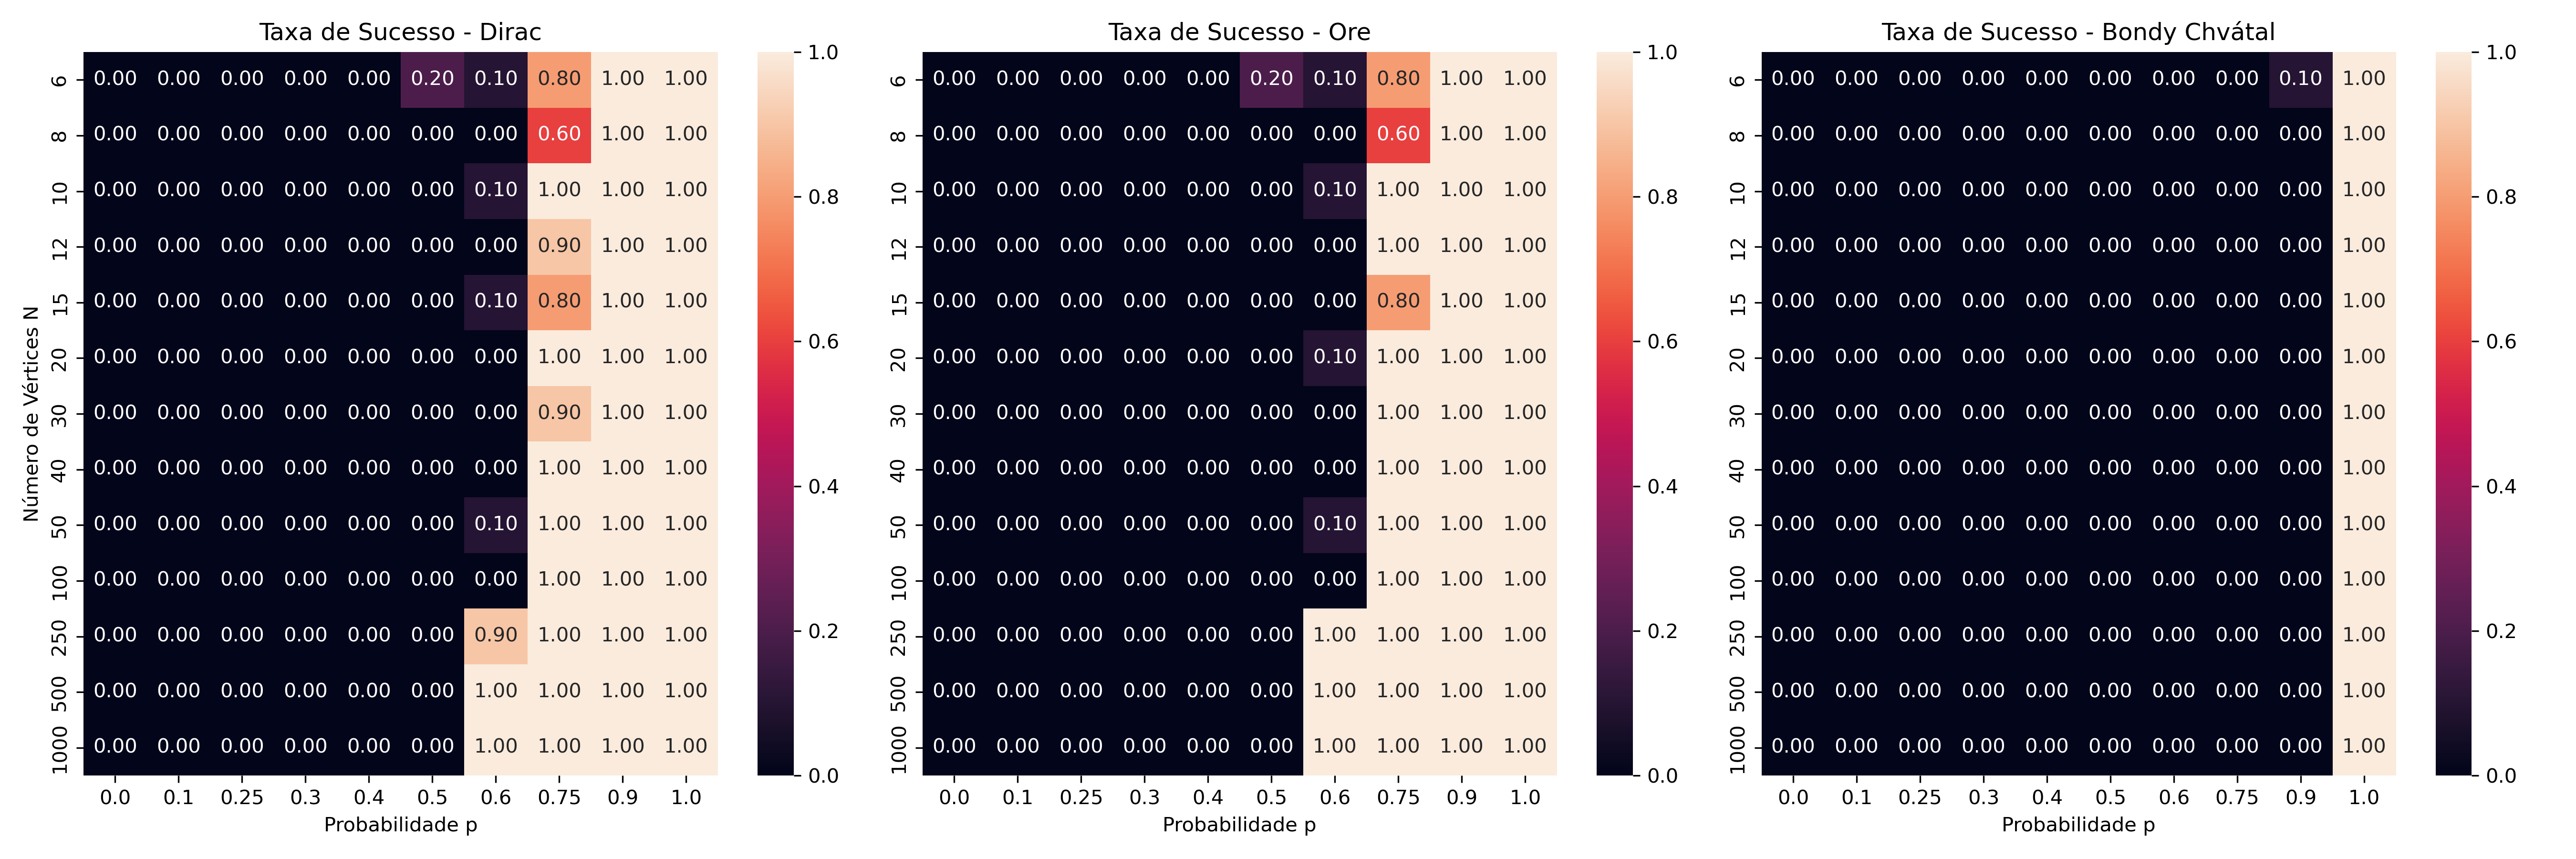 Taxa de Sucesso - Dirac
Número de Vértices N
6 0.00 0.00 0.00 0.00 0.00 0.20 0.10 0.80 1.00 1.00
8 0.00 0.00 0.00 0.00 0.00 0.00 0.00 0.60 1.00 1.00
10 0.00 0.00 0.00 0.00 0.00 0.00 0.10 1.00 1.00 1.00
12 0.00 0.00 0.00 0.00 0.00 0.00 0.00 0.90 1.00 1.00
15 0.00 0.00 0.00 0.00 0.00 0.00 0.10 0.80 1.00 1.00
20 0.00 0.00 0.00 0.00 0.00 0.00 0.00 1.00 1.00 1.00
30 0.00 0.00 0.00 0.00 0.00 0.00 0.00 0.90 1.00 1.00
40 0.00 0.00 0.00 0.00 0.00 0.00 0.00 1.00 1.00 1.00
50 0.00 0.00 0.00 0.00 0.00 0.00 0.10 1.00 1.00 1.00
100 0.00 0.00 0.00 0.00 0.00 0.00 0.00 1.00 1.00 1.00
250 0.00 0.00 0.00 0.00 0.00 0.00 0.90 1.00 1.00 1.00
500 0.00 0.00 0.00 0.00 0.00 0.00 1.00 1.00 1.00 1.00
1000 0.00 0.00 0.00 0.00 0.00 0.00 1.00 1.00 1.00 1.00
0.0 0.1 0.25 0.3 0.4 0.5 0.6 0.75 0.9 1.0
Probabilidade p
1.0
0.8
0.6
0.4
0.2
0.0
Taxa de Sucesso - Ore
6 0.00 0.00 0.00 0.00 0.00 0.20 0.10 0.80 1.00 1.00
8 0.00 0.00 0.00 0.00 0.00 0.00 0.00 0.60 1.00 1.00
10 0.00 0.00 0.00 0.00 0.00 0.00 0.10 1.00 1.00 1.00
12 0.00 0.00 0.00 0.00 0.00 0.00 0.00 1.00 1.00 1.00
15 0.00 0.00 0.00 0.00 0.00 0.00 0.00 0.80 1.00 1.00
20 0.00 0.00 0.00 0.00 0.00 0.00 0.10 1.00 1.00 1.00
30 0.00 0.00 0.00 0.00 0.00 0.00 0.00 1.00 1.00 1.00
40 0.00 0.00 0.00 0.00 0.00 0.00 0.00 1.00 1.00 1.00
50 0.00 0.00 0.00 0.00 0.00 0.00 0.10 1.00 1.00 1.00
100 0.00 0.00 0.00 0.00 0.00 0.00 0.00 1.00 1.00 1.00
250 0.00 0.00 0.00 0.00 0.00 0.00 1.00 1.00 1.00 1.00
500 0.00 0.00 0.00 0.00 0.00 0.00 1.00 1.00 1.00 1.00
1000 0.00 0.00 0.00 0.00 0.00 0.00 1.00 1.00 1.00 1.00
0.0 0.1 0.25 0.3 0.4 0.5 0.6 0.75 0.9 1.0
Probabilidade p
1.0
0.8
0.6
0.4
0.2
0.0
Taxa de Sucesso - Bondy Chvátal
6 0.00 0.00 0.00 0.00 0.00 0.00 0.00 0.00 0.10 1.00
8 0.00 0.00 0.00 0.00 0.00 0.00 0.00 0.00 0.00 1.00
10 0.00 0.00 0.00 0.00 0.00 0.00 0.00 0.00 0.00 1.00
12 0.00 0.00 0.00 0.00 0.00 0.00 0.00 0.00 0.00 1.00
15 0.00 0.00 0.00 0.00 0.00 0.00 0.00 0.00 0.00 1.00
20 0.00 0.00 0.00 0.00 0.00 0.00 0.00 0.00 0.00 1.00
30 0.00 0.00 0.00 0.00 0.00 0.00 0.00 0.00 0.00 1.00
40 0.00 0.00 0.00 0.00 0.00 0.00 0.00 0.00 0.00 1.00
50 0.00 0.00 0.00 0.00 0.00 0.00 0.00 0.00 0.00 1.00
100 0.00 0.00 0.00 0.00 0.00 0.00 0.00 0.00 0.00 1.00
250 0.00 0.00 0.00 0.00 0.00 0.00 0.00 0.00 0.00 1.00
500 0.00 0.00 0.00 0.00 0.00 0.00 0.00 0.00 0.00 1.00
1000 0.00 0.00 0.00 0.00 0.00 0.00 0.00 0.00 0.00 1.00
0.0 0.1 0.25 0.3 0.4 0.5 0.6 0.75 0.9 1.0
Probabilidade p
1.0
0.8
0.6
0.4
0.2
0.0